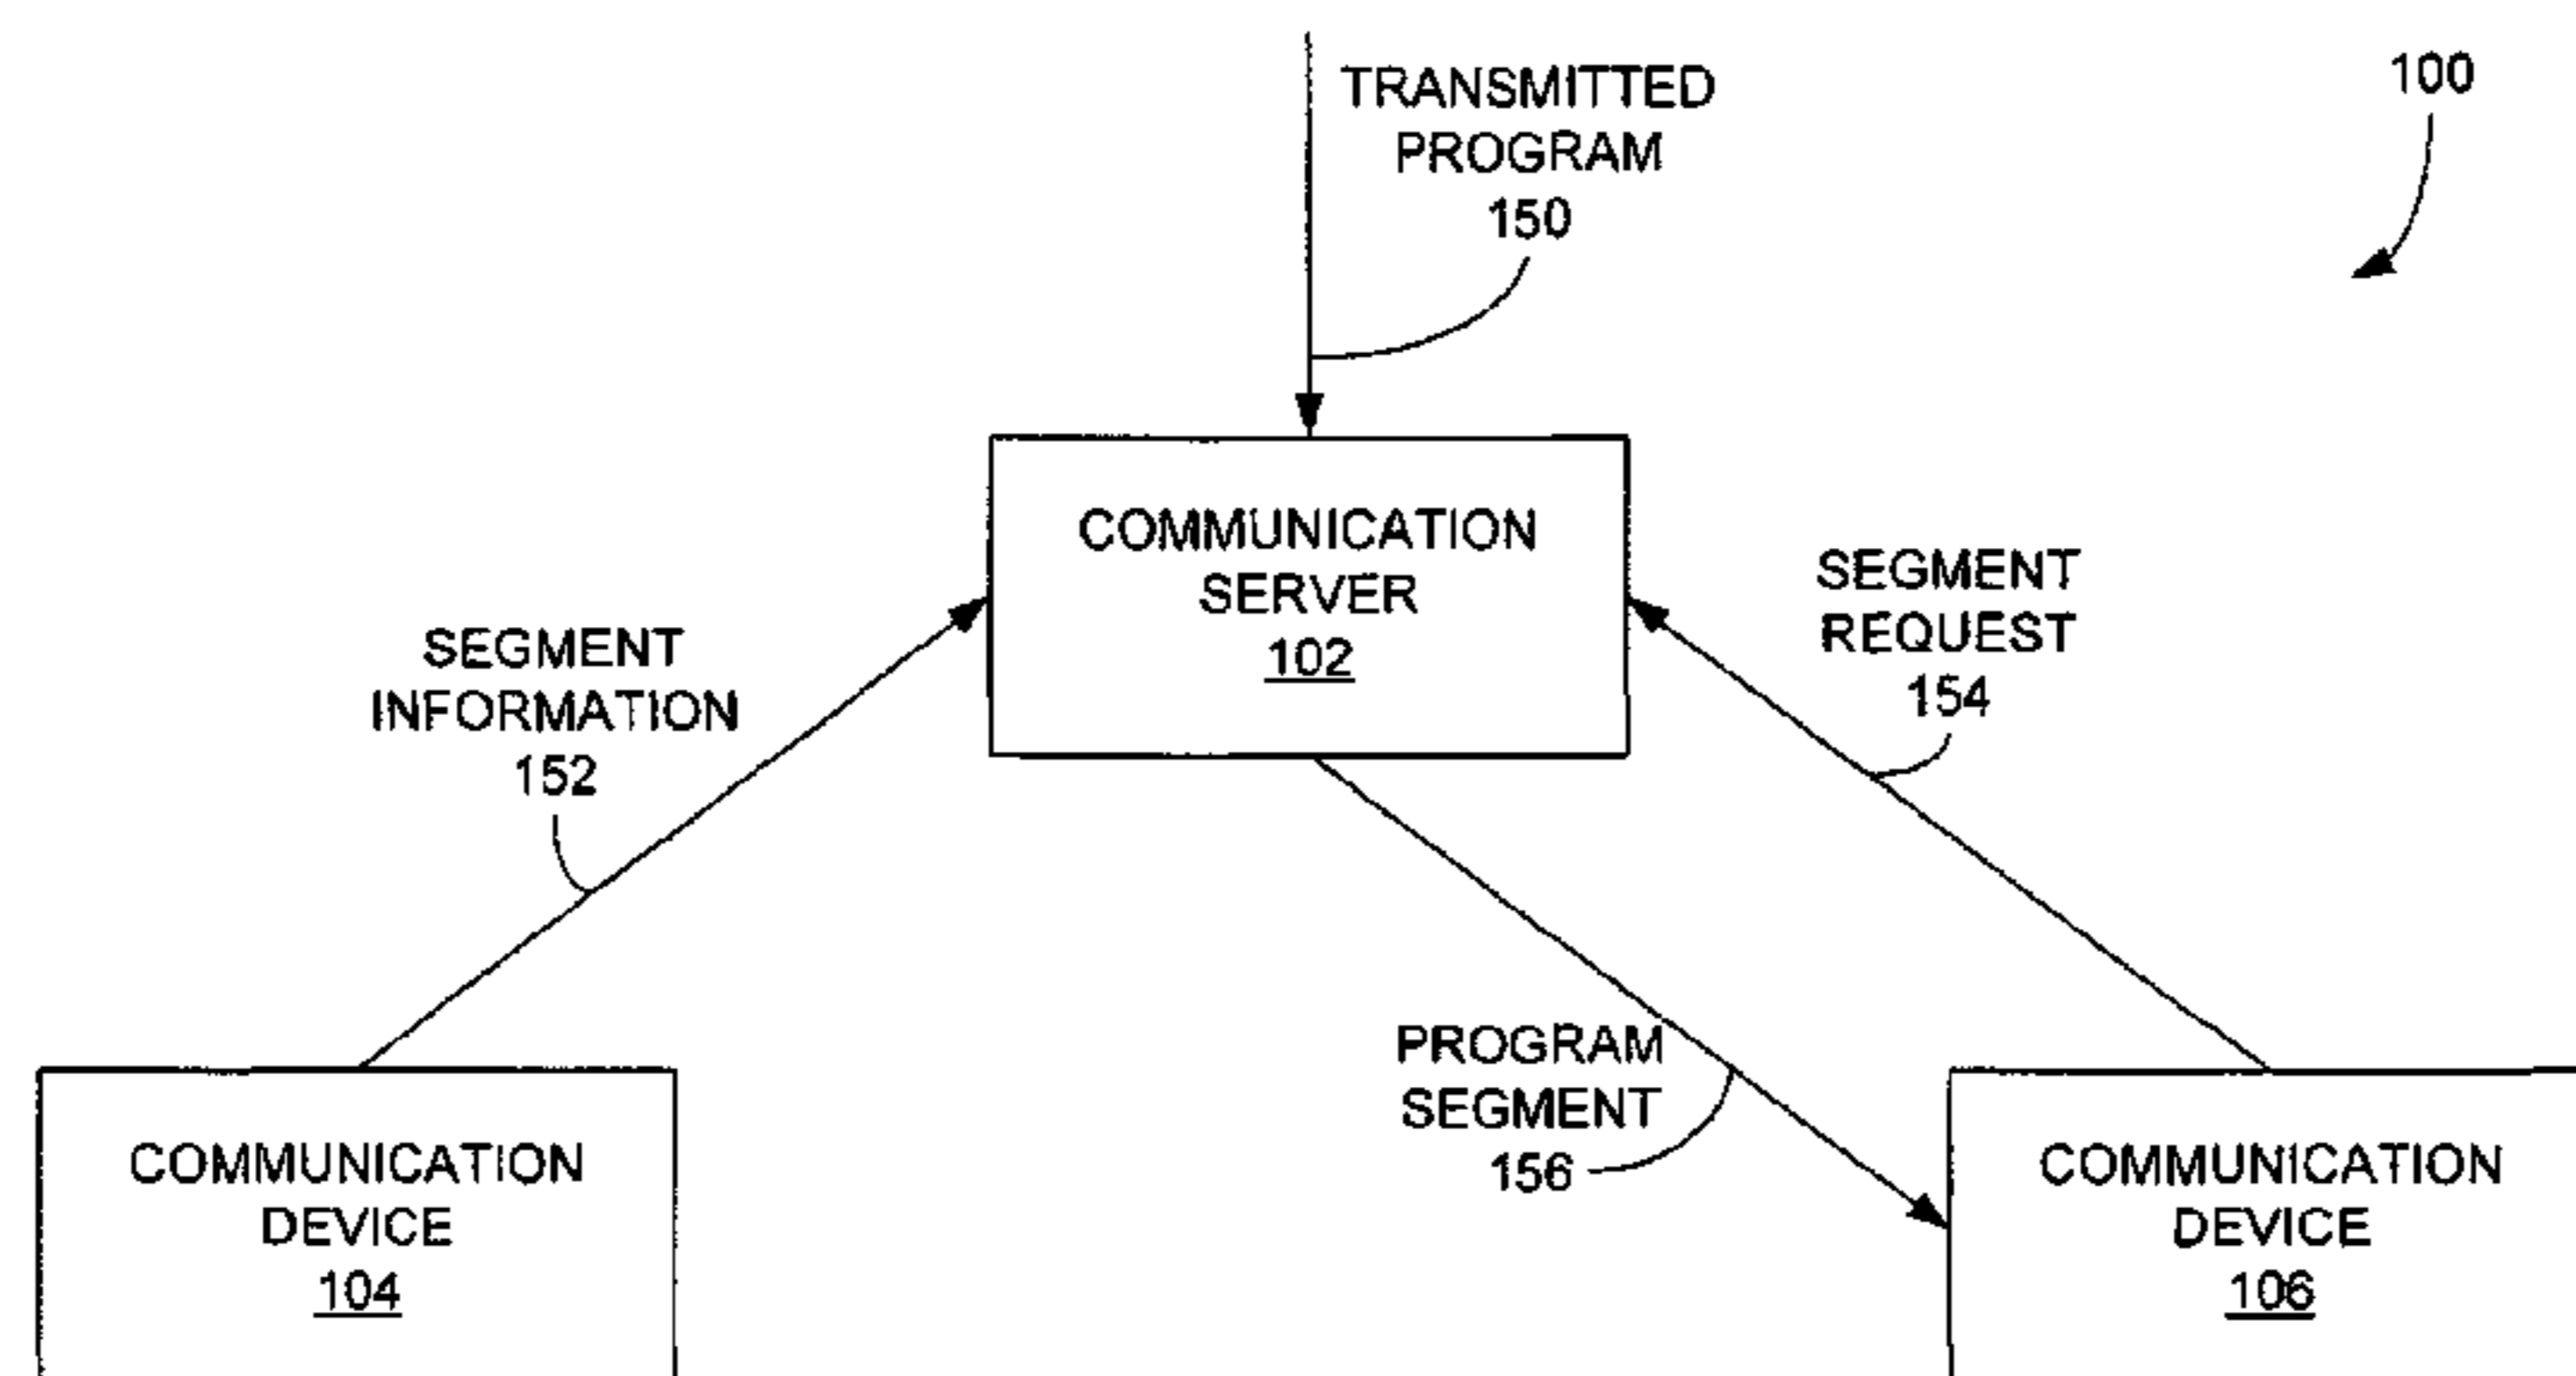 TRANSMITTED
PROGRAM
150
100
COMMUNICATION
SERVER
102
SEGMENT
REQUEST
154
SEGMENT
INFORMATION
152
PROGRAM
SEGMENT
156
COMMUNICATION
DEVICE
104
COMMUNICATION
DEVICE
106